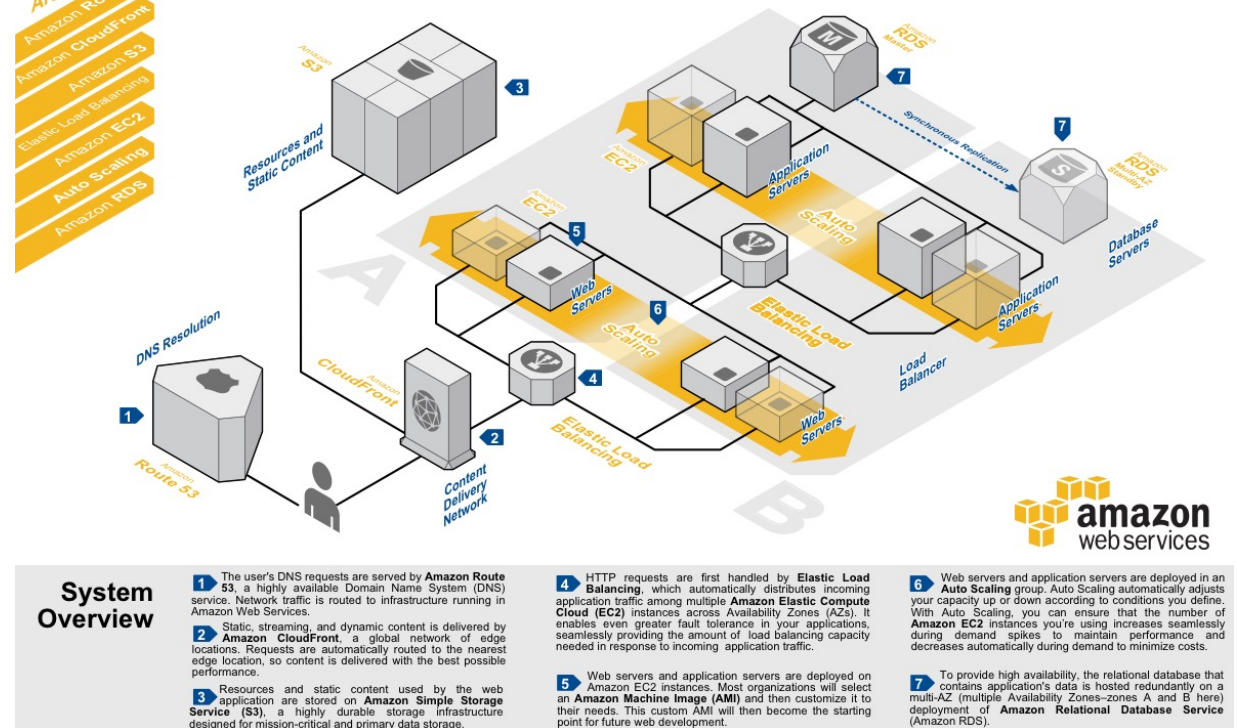 Amazon Ro
Amazon CloudFront
Amazon S3
Elastic Load Balancing
Amazon EC2
Auto Scaling
Amazon RDS
Amazon
S3
3
Resources and
Static Content
M
Amazon
RDS
Master
7
Synchronous Replication
7
S
Amazon
RDS
Multi-AZ
Standby
Database
Servers
Amazon
EC2
Application
Servers
Auto
Scaling
Application
Servers
Elastic Load
Balancing
Load
Balancer
A
Amazon
EC2
5
Web
Servers
6
Auto
Scaling
Web
Servers
B
4
Elastic Load
Balancing
DNS Resolution
1
Amazon
Route 53
Amazon
CloudFront
2
Content
Delivery
Network
amazon
web services
System
Overview
1 The user's DNS requests are served by Amazon Route
53, a highly available Domain Name System (DNS)
service. Network traffic is routed to infrastructure running in
Amazon Web Services.
2 Static, streaming, and dynamic content is delivered by
Amazon CloudFront, a global network of edge
locations. Requests are automatically routed to the nearest
edge location, so content is delivered with the best possible
performance.
3 Resources and static content used by the web
application are stored on Amazon Simple Storage
Service (S3), a highly durable storage infrastructure
designed for mission-critical and primary data storage.
4 HTTP requests are first handled by Elastic Load
Balancing, which automatically distributes incoming
application traffic among multiple Amazon Elastic Compute
Cloud (EC2) instances across Availability Zones (AZs). It
enables even greater fault tolerance in your applications,
seamlessly providing the amount of load balancing capacity
needed in response to incoming application traffic.
5 Web servers and application servers are deployed on
Amazon EC2 instances. Most organizations will select
an Amazon Machine Image (AMI) and then customize it to
their needs. This custom AMI will then become the starting
point for future web development.
6 Web servers and application servers are deployed in an
Auto Scaling group. Auto Scaling automatically adjusts
your capacity up or down according to conditions you define.
With Auto Scaling, you can ensure that the number of
Amazon EC2 instances you're using increases seamlessly
during demand spikes to maintain performance and
decreases automatically during demand to minimize costs.
7 To provide high availability, the relational database that
contains application's data is hosted redundantly on a
multi-AZ (multiple Availability Zones–zones A and B here)
deployment of Amazon Relational Database Service
(Amazon RDS).